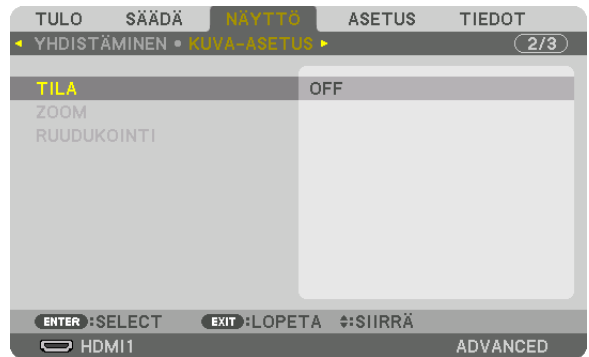 TULO SÄÄDÄ NÄYTTÖ ASETUS TIEDOT
YHDISTÄMINEN • KUVA-ASETUS 2/3
TILA OFF
ZOOM
RUUDUKOINTI
ENTER :SELECT EXIT :LOPETA :SIIRRÄ
HDMI1 ADVANCED